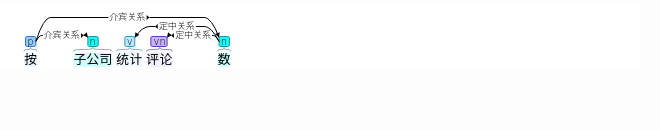 介宾关系
定中关系
介宾关系 定中关系
p n v vn n
按 子公司 统计 评论 数